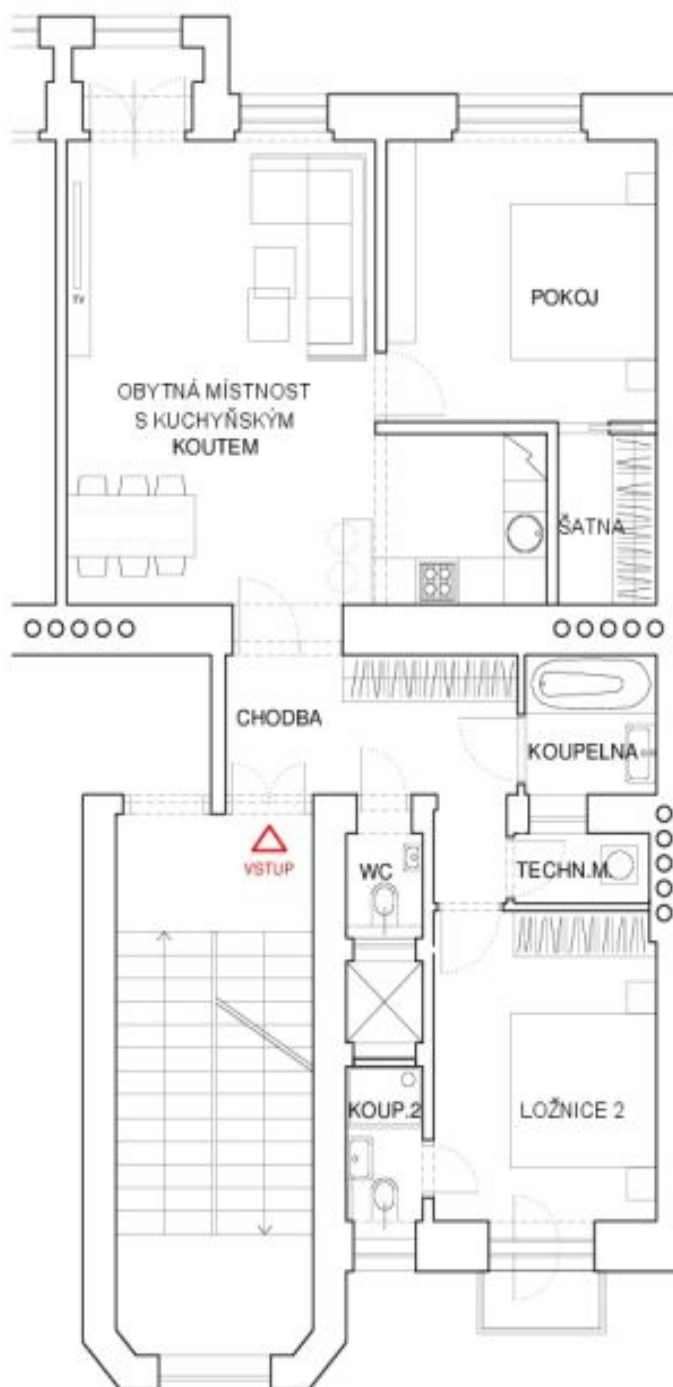 POKOJ
TV
OBYTNÁ MÍSTNOST
S KUCHYŇSKÝM
KOUTEM
ŠATNA
CHODBA
KOUPELNA
VSTUP
WC
TECHN.M.
KOUP.2
LOŽNICE 2